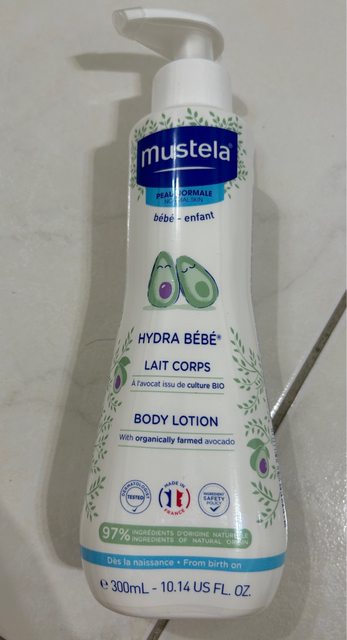 mustela®
PEAU NORMALE
NORMAL SKIN
bébé - enfant
HYDRA BÉBÉ®
LAIT CORPS
À l'avocat issu de culture BIO
BODY LOTION
With organically farmed avocado
DERMATOLOGIST TESTED
MADE IN FRANCE
INGREDIENT SAFETY POLICY
97% INGRÉDIENTS D'ORIGINE NATURELLE
INGREDIENTS OF NATURAL ORIGIN
Dès la naissance • From birth on
℮ 300mL - 10.14 US FL. OZ.